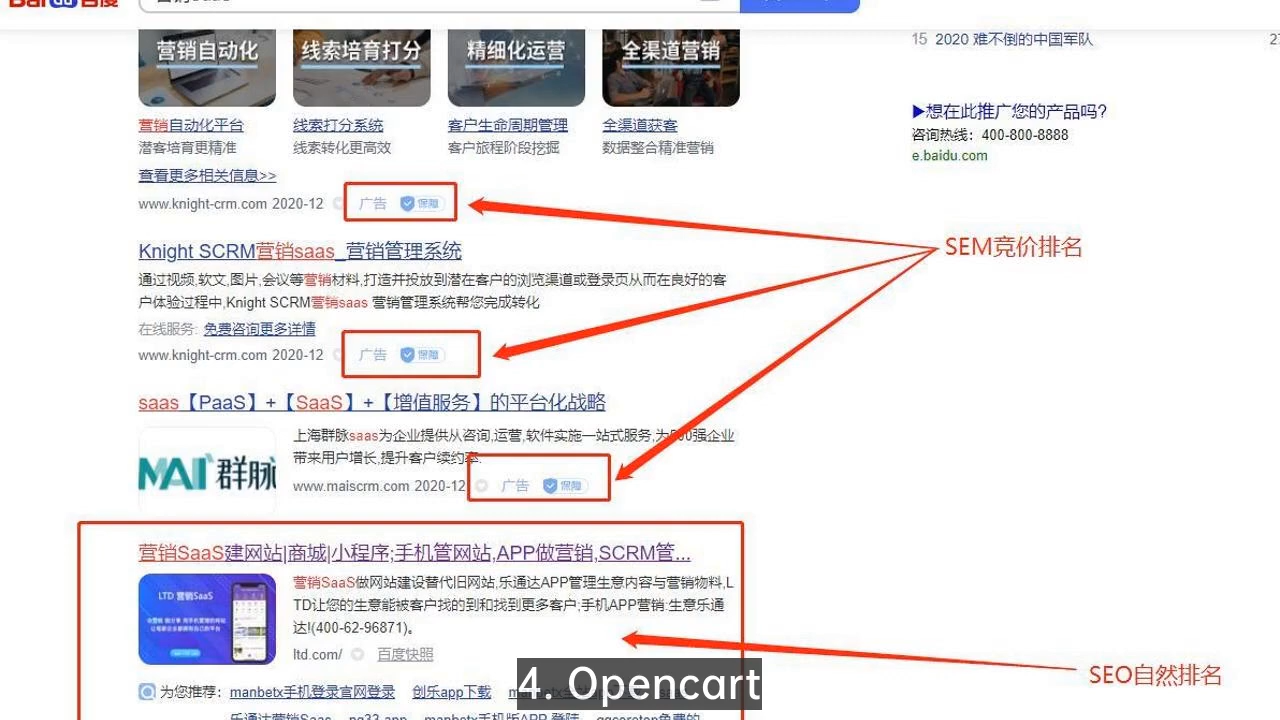 营销自动化
线索培育打分
精细化运营
全渠道营销
营销自动化平台
线索打分系统
客户生命周期管理
全渠道获客
潜客培育更精准
线索转化更高效
客户旅程阶段挖掘
数据整合精准营销
查看更多相关信息>>
www.knight-crm.com 2020-12 广告 保障
15 2020 难不倒的中国军队
▶想在此推广您的产品吗?
咨询热线：400-800-8888
e.baidu.com
SEM竞价排名
Knight SCRM营销saas_营销管理系统
通过视频,软文,图片,会议等营销材料,打造并投放到潜在客户的浏览渠道或登录页从而在良好的客
户体验过程中,Knight SCRM营销saas 营销管理系统帮您完成转化
在线服务: 免费咨询更多详情
www.knight-crm.com 2020-12 广告 保障
saas【PaaS】+【SaaS】+【增值服务】的平台化战略
MAI 群脉
上海群脉saas为企业提供从咨询,运营,软件实施一站式服务,为500强企业
带来用户增长,提升客户续约率.
www.maiscrm.com 2020-12 广告 保障
营销SaaS建网站|商城|小程序;手机管网站,APP做营销,SCRM管...
LTD 营销SaaS
营销SaaS做网站建设替代旧网站,乐通达APP管理生意内容与营销物料,L
TD让您的生意能被客户找的到和找到更多客户;手机APP营销:生意乐通
达!(400-62-96871)。
ltd.com/ 百度快照
SEO自然排名
为您推荐: manbetx手机登录官网登录 创乐app下载
4. Opencart